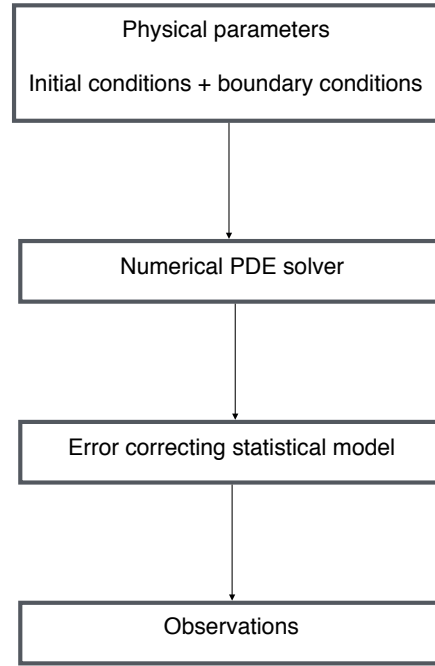 Physical parameters
Initial conditions + boundary conditions
Numerical PDE solver
Error correcting statistical model
Observations